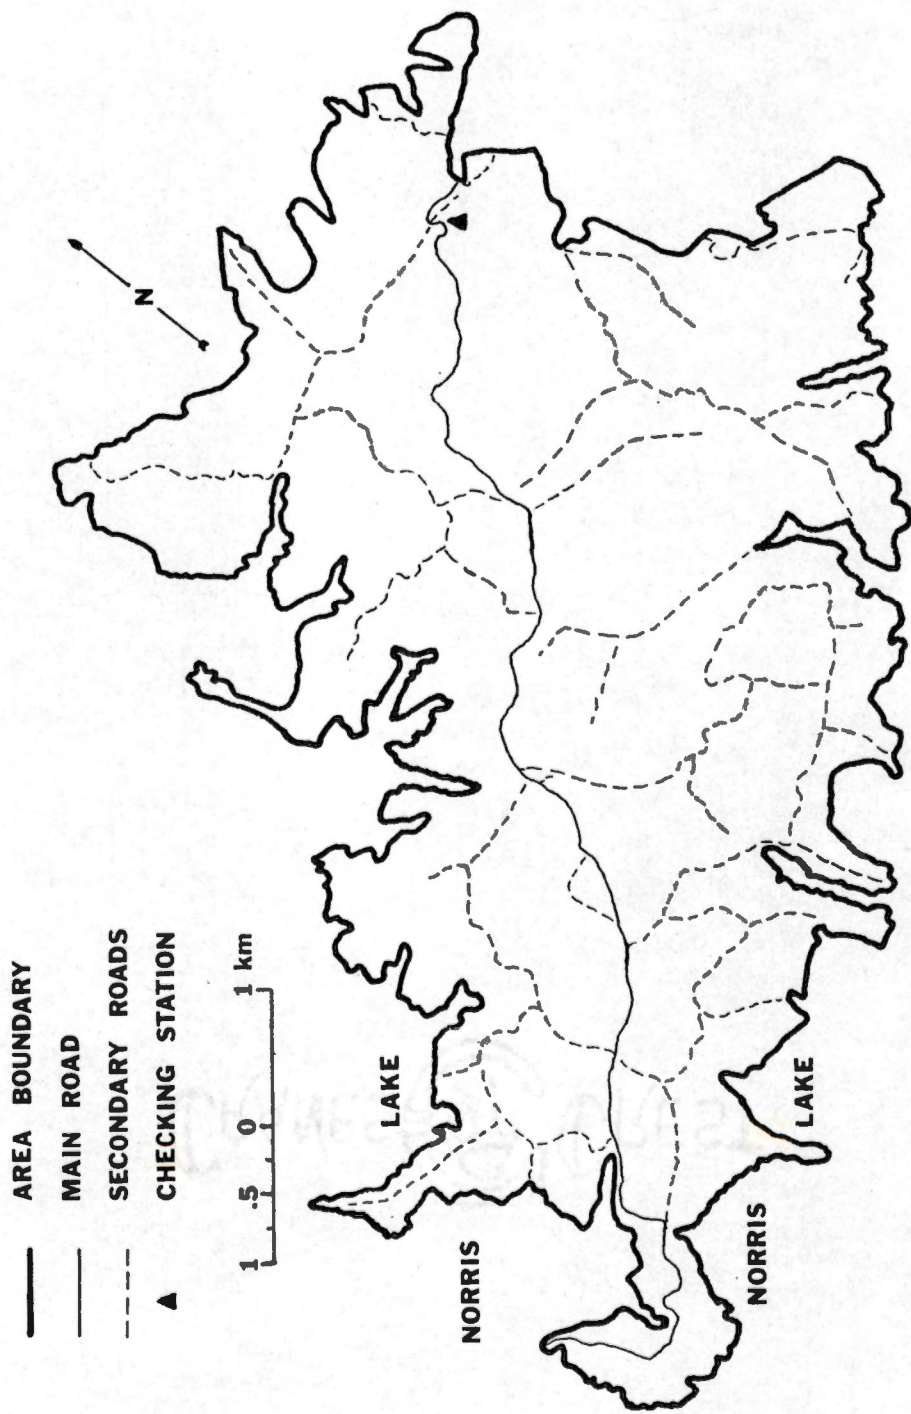 AREA BOUNDARY
MAIN ROAD
SECONDARY ROADS
CHECKING STATION
1 .5 0 1 km
N
LAKE
NORRIS
LAKE
NORRIS